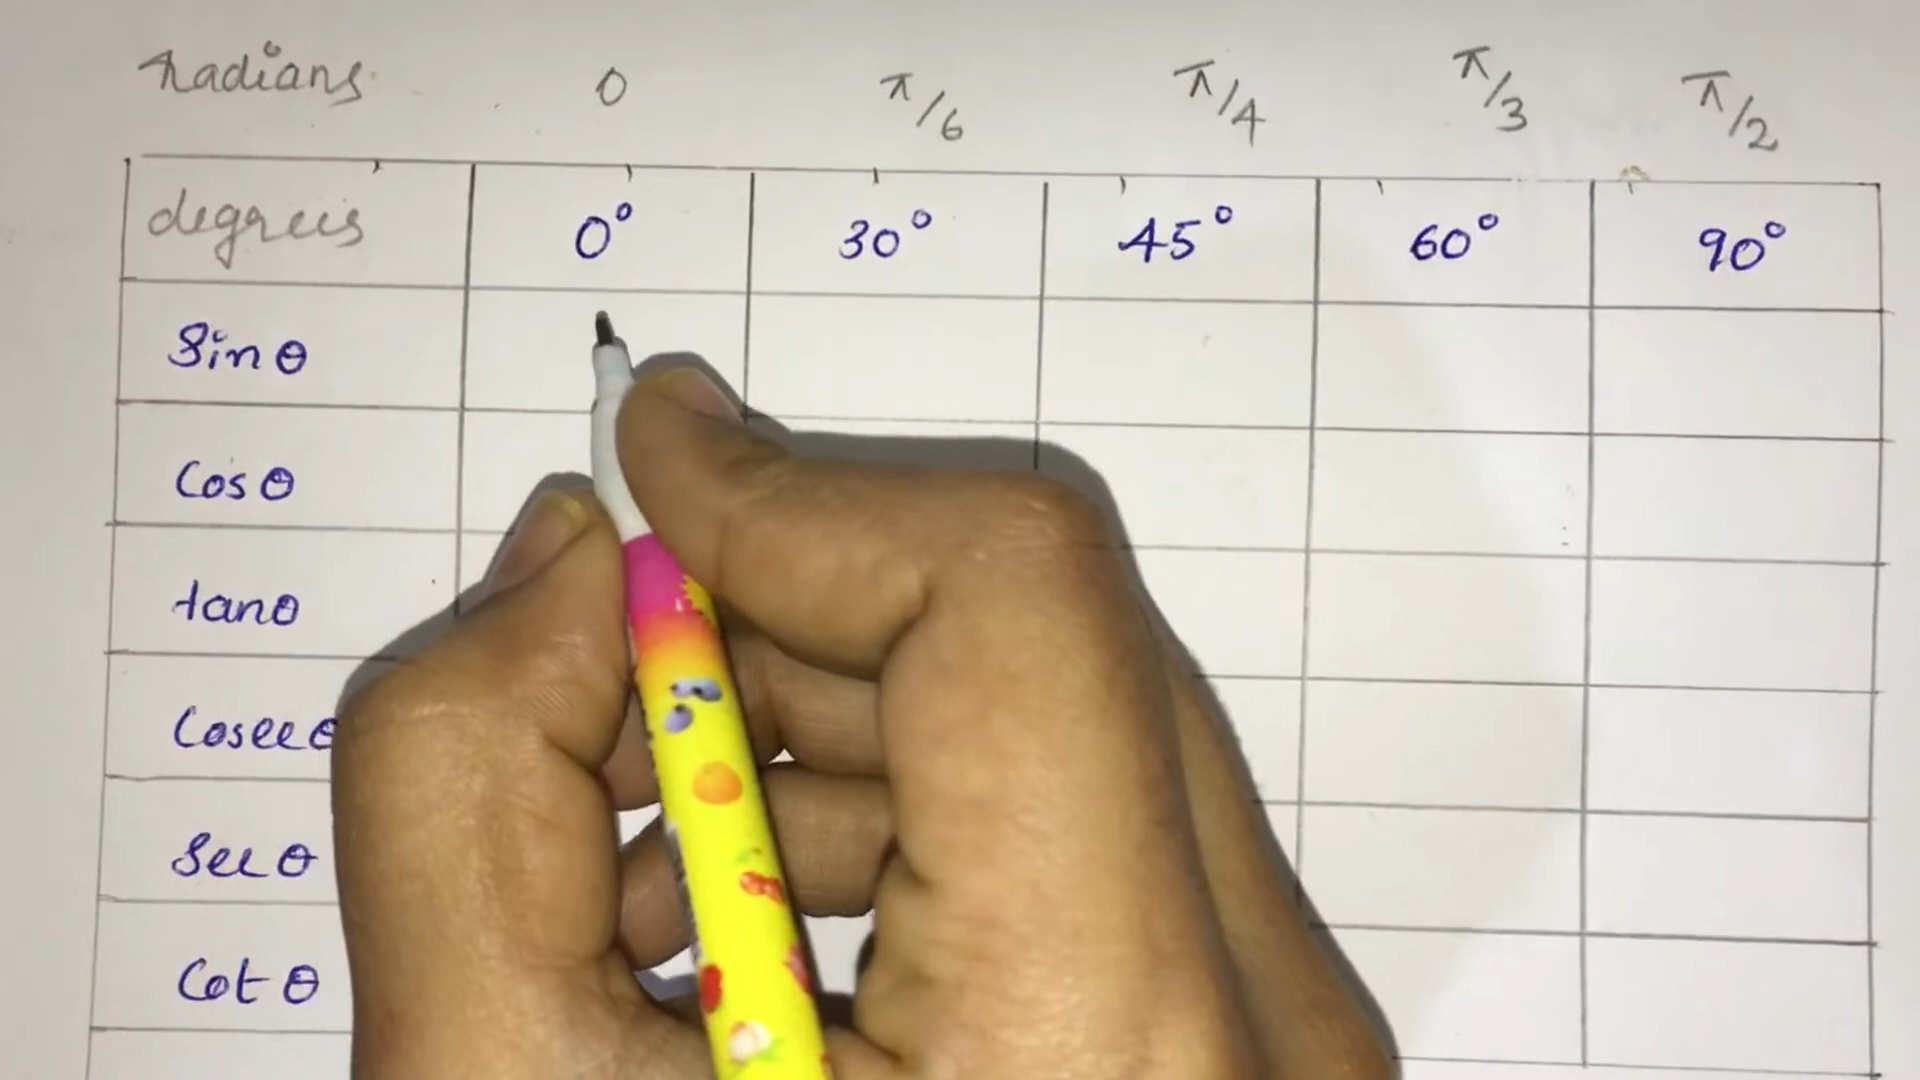 radians 0 π/6 π/4 π/3 π/2
degrees 0° 30° 45° 60° 90°
Sin θ
Cos θ
tan θ
Cosec θ
Sec θ
Cot θ